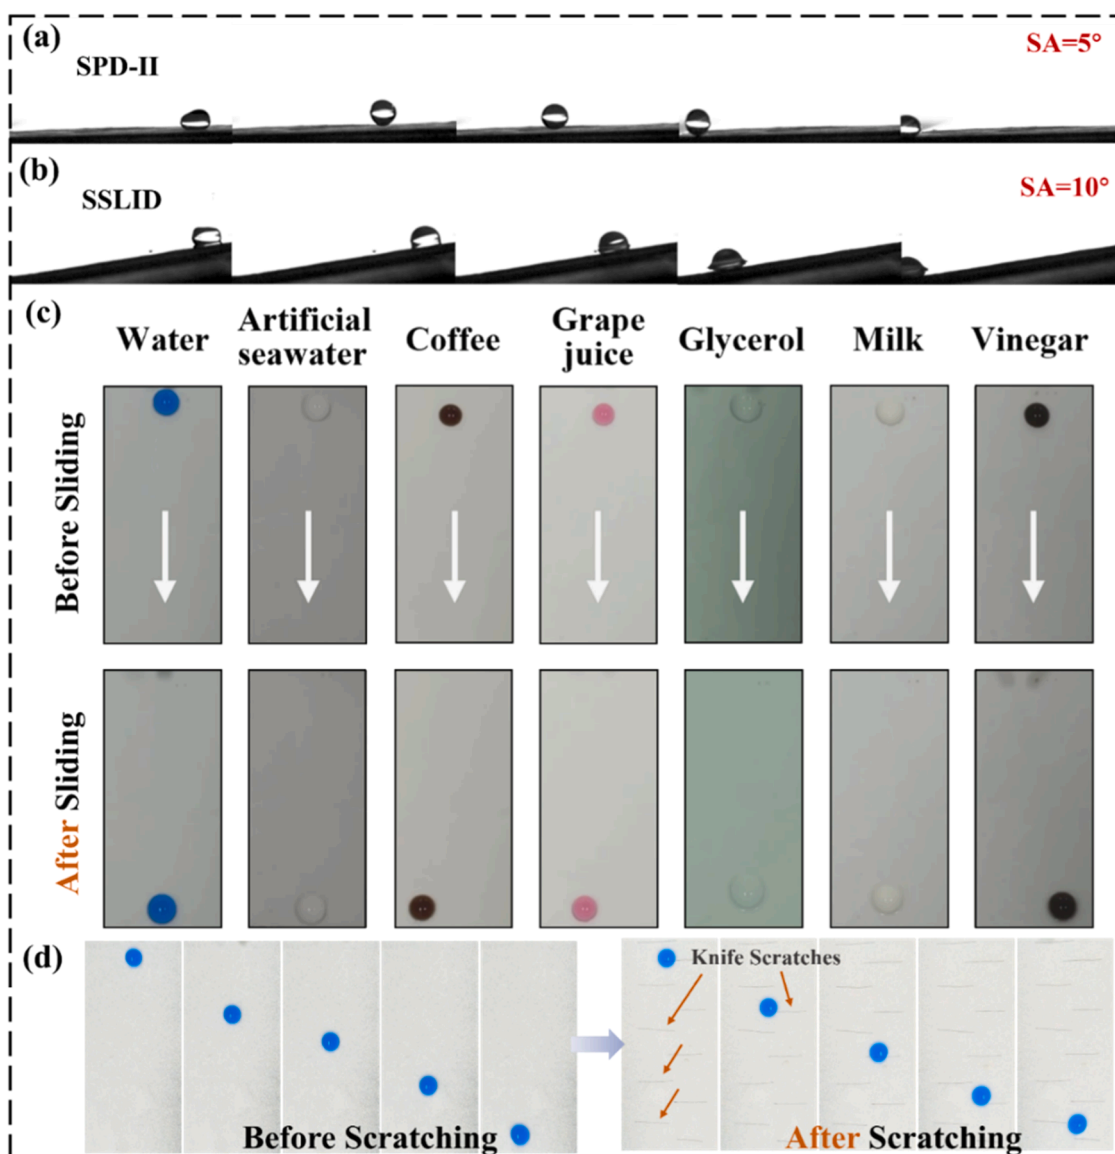 (a)
SPD-II
SA=5°
(b)
SSLID
SA=10°
(c)
Water
Artificial
seawater
Coffee
Grape
juice
Glycerol
Milk
Vinegar
Before Sliding
After Sliding
(d)
Knife Scratches
Before Scratching
After Scratching